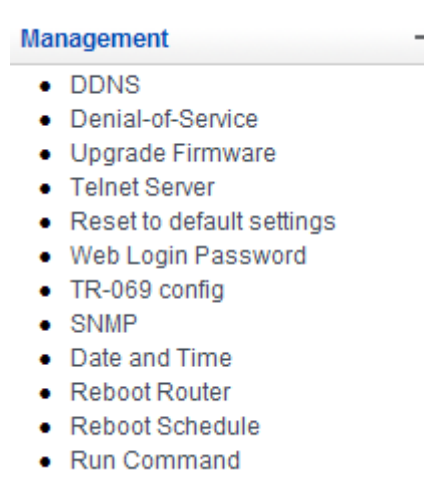 Management
DDNS
Denial-of-Service
Upgrade Firmware
Telnet Server
Reset to default settings
Web Login Password
TR-069 config
SNMP
Date and Time
Reboot Router
Reboot Schedule
Run Command